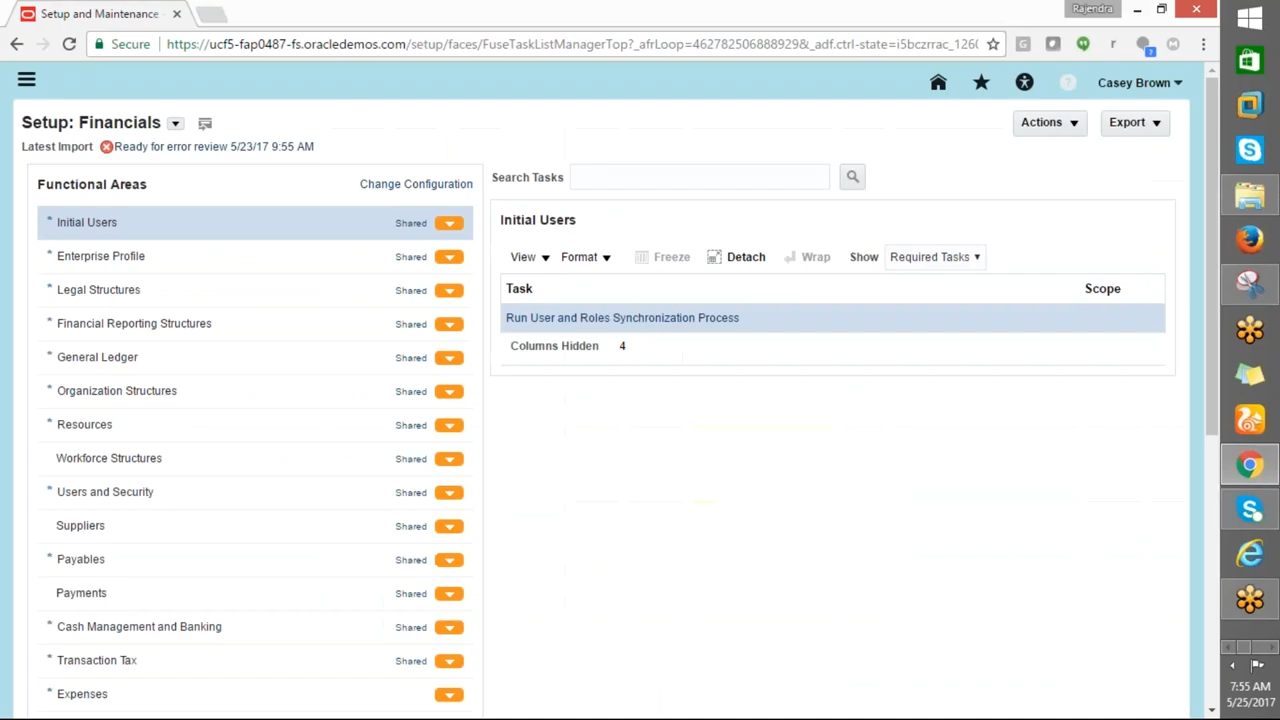 Setup and Maintenance
Rajendra
Secure
https://ucf5-fap0487-fs.oracledemos.com/setup/faces/FuseTaskListManagerTop?_afrLoop=4627825068889298&_adf.ctrl-state=i5bczrrac_1260
Casey Brown
Setup: Financials
Actions
Export
Latest Import Ready for error review 5/23/17 9:55 AM
Functional Areas
Change Configuration
Search Tasks
* Initial Users Shared
* Enterprise Profile Shared
* Legal Structures Shared
* Financial Reporting Structures Shared
* General Ledger Shared
* Organization Structures Shared
* Resources Shared
Workforce Structures Shared
* Users and Security Shared
Suppliers Shared
* Payables Shared
Payments Shared
* Cash Management and Banking Shared
* Transaction Tax Shared
* Expenses
Initial Users
View Format Freeze Detach Wrap Show Required Tasks
Task Scope
Run User and Roles Synchronization Process
Columns Hidden 4
7:55 AM
5/25/2017